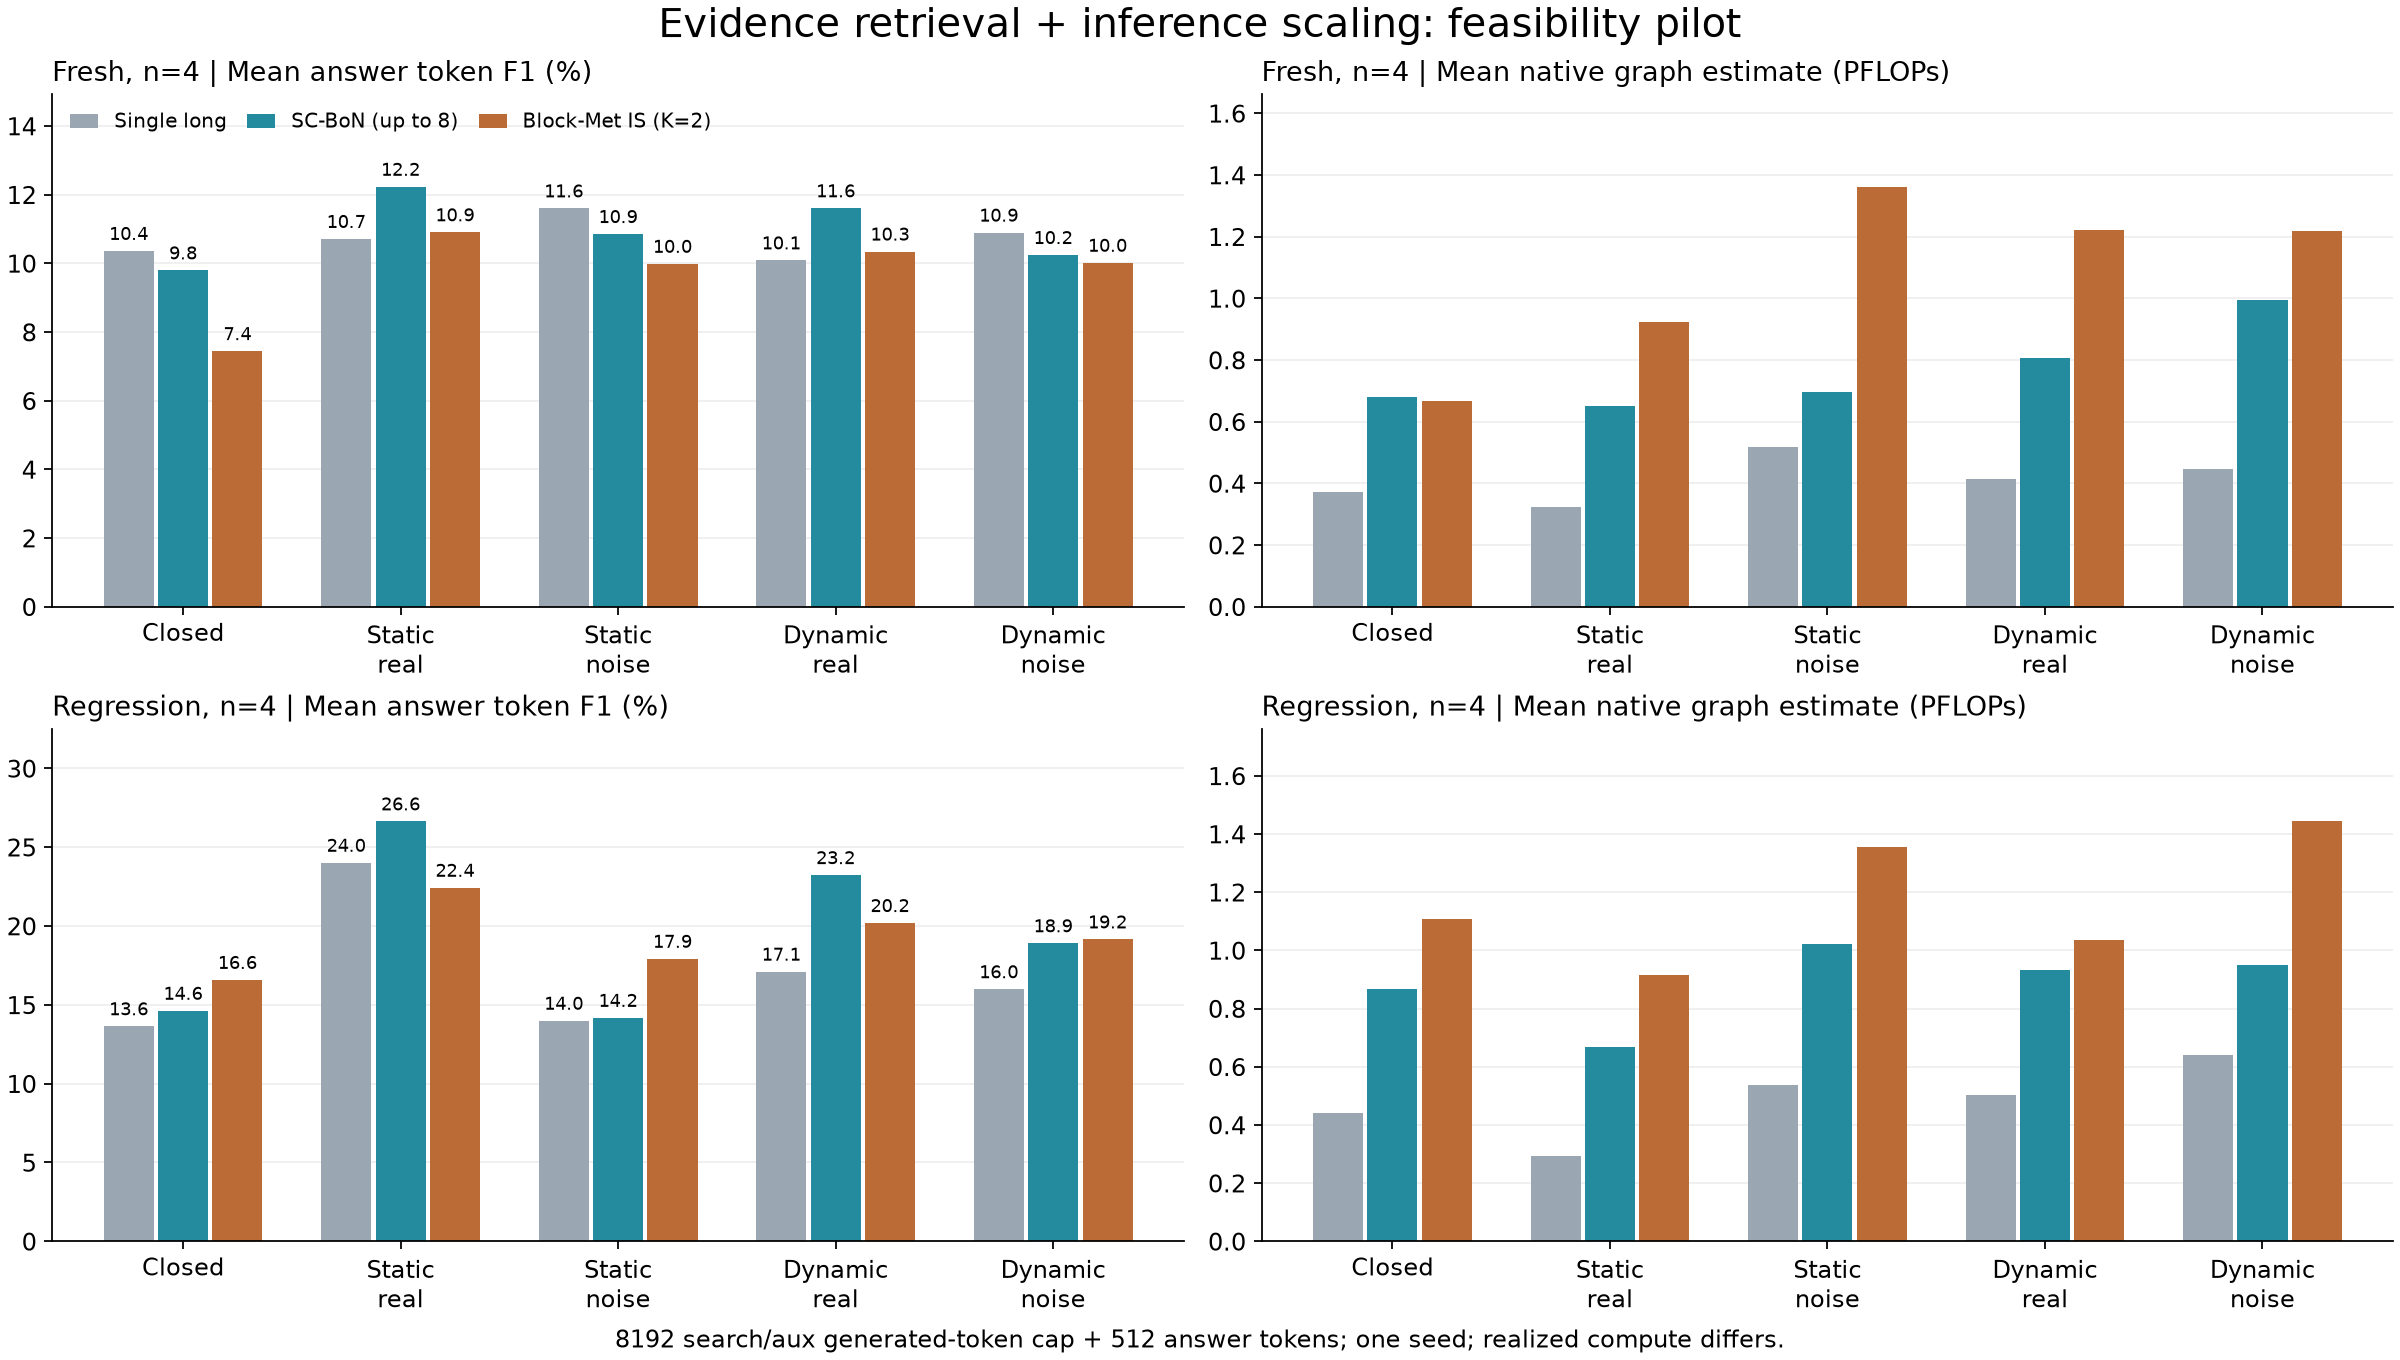 Evidence retrieval + inference scaling: feasibility pilot
Fresh, n=4 | Mean answer token F1 (%)
Single long
SC-BoN (up to 8)
Block-Met IS (K=2)
14
12
10
8
6
4
2
0
10.4
9.8
7.4
10.7
12.2
10.9
11.6
10.9
10.0
10.1
11.6
10.3
10.9
10.2
10.0
Closed
Static
real
Static
noise
Dynamic
real
Dynamic
noise
Fresh, n=4 | Mean native graph estimate (PFLOPs)
1.6
1.4
1.2
1.0
0.8
0.6
0.4
0.2
0.0
Closed
Static
real
Static
noise
Dynamic
real
Dynamic
noise
Regression, n=4 | Mean answer token F1 (%)
30
25
20
15
10
5
0
13.6
14.6
16.6
24.0
26.6
22.4
14.0
14.2
17.9
17.1
23.2
20.2
16.0
18.9
19.2
Closed
Static
real
Static
noise
Dynamic
real
Dynamic
noise
Regression, n=4 | Mean native graph estimate (PFLOPs)
1.6
1.4
1.2
1.0
0.8
0.6
0.4
0.2
0.0
Closed
Static
real
Static
noise
Dynamic
real
Dynamic
noise
8192 search/aux generated-token cap + 512 answer tokens; one seed; realized compute differs.